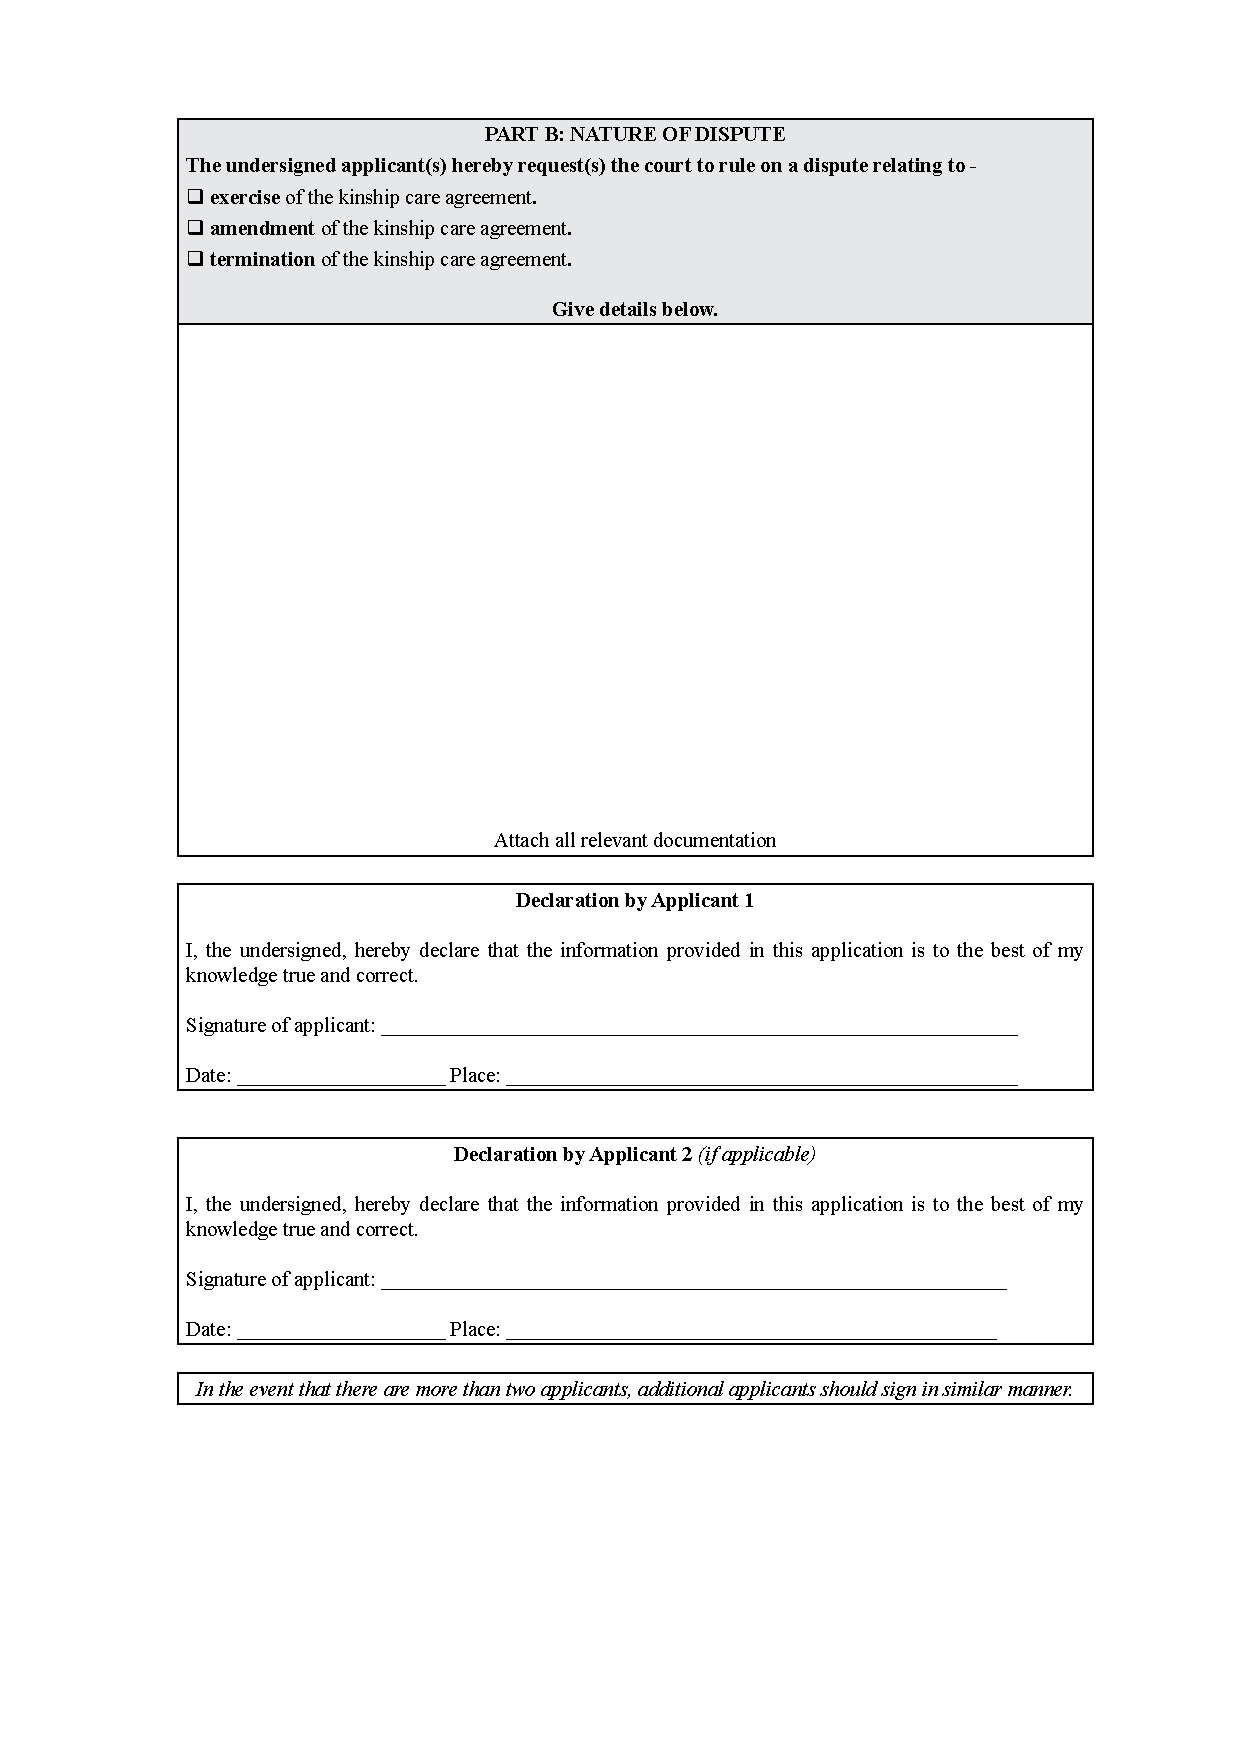 PART B: NATURE OF DISPUTE
The undersigned applicant(s) hereby request(s) the court to rule on a dispute relating to -
❑ exercise of the kinship care agreement.
❑ amendment of the kinship care agreement.
❑ termination of the kinship care agreement.
Give details below.
Attach all relevant documentation
Declaration by Applicant 1
I, the undersigned, hereby declare that the information provided in this application is to the best of my
knowledge true and correct.
Signature of applicant: ____________________________________________________________
Date: ____________________ Place: ________________________________________________
Declaration by Applicant 2 (if applicable)
I, the undersigned, hereby declare that the information provided in this application is to the best of my
knowledge true and correct.
Signature of applicant: ___________________________________________________________
Date: ____________________ Place: ______________________________________________
In the event that there are more than two applicants, additional applicants should sign in similar manner.